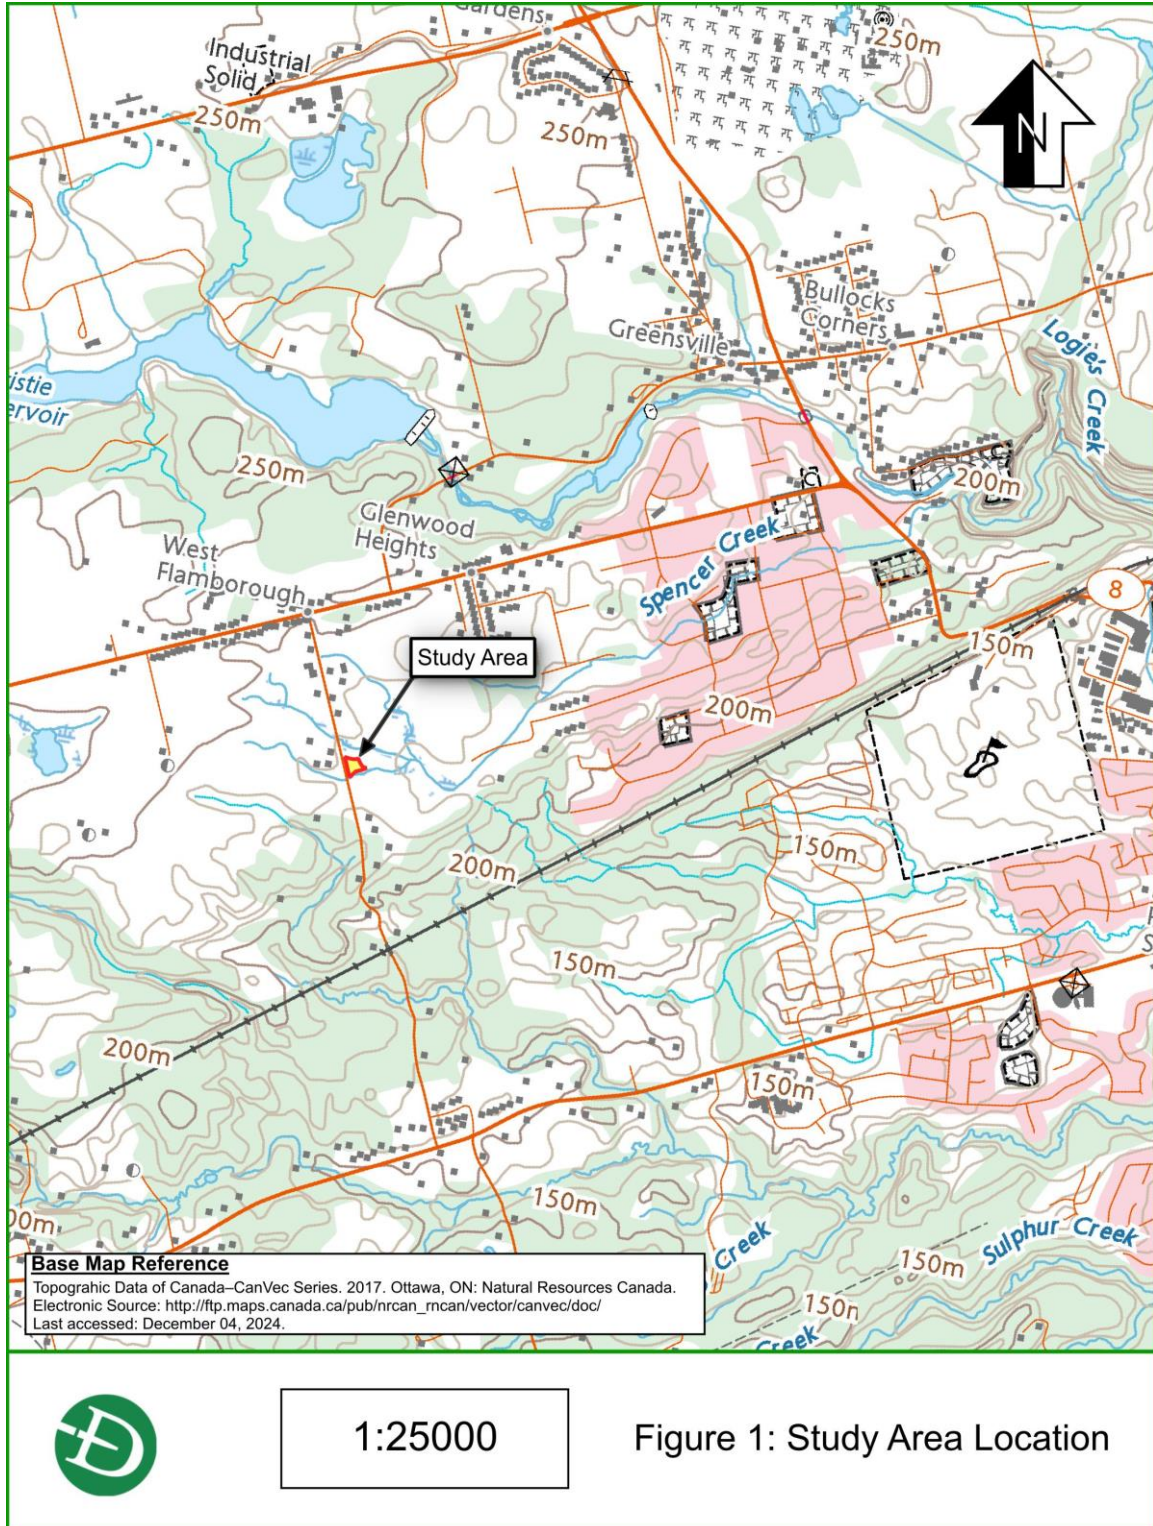 Gardens
250m
Industrial
Solid
250m
250m
N
Bullocks
Corners
Greensville
Logie's Creek
250m
200m
Glenwood
Heights
West
Flamborough
Spencer Creek
8
150m
Study Area
200m
200m
150m
150m
200m
150m
150m
Creek
Sulphur Creek
150m
Creek
Base Map Reference
Topograhic Data of Canada–CanVec Series. 2017. Ottawa, ON: Natural Resources Canada.
Electronic Source: http://ftp.maps.canada.ca/pub/nrcan_rncan/vector/canvec/doc/
Last accessed: December 04, 2024.
1:25000
Figure 1: Study Area Location